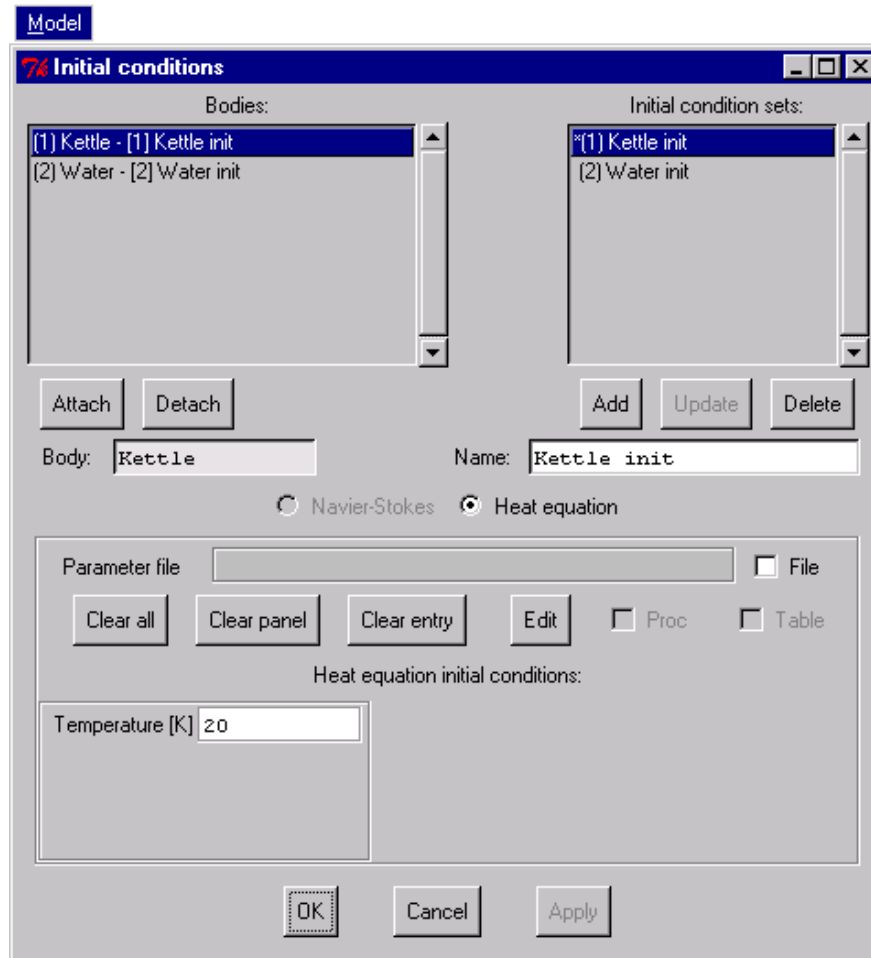 Model
Initial conditions
Bodies: Initial condition sets:
(1) Kettle - [1] Kettle init *(1) Kettle init
(2) Water - [2] Water init (2) Water init
Attach Detach Add Update Delete
Body: Kettle Name: Kettle init
Navier-Stokes Heat equation
Parameter file File
Clear all Clear panel Clear entry Edit Proc Table
Heat equation initial conditions:
Temperature [K] 20
OK Cancel Apply